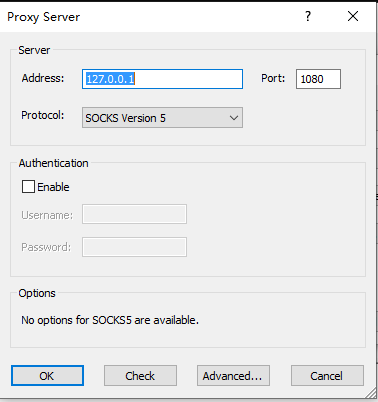 Proxy Server
?
Server
Address: 127.0.0.1 Port: 1080
Protocol: SOCKS Version 5
Authentication
Enable
Username:
Password:
Options
No options for SOCKS5 are available.
OK Check Advanced... Cancel